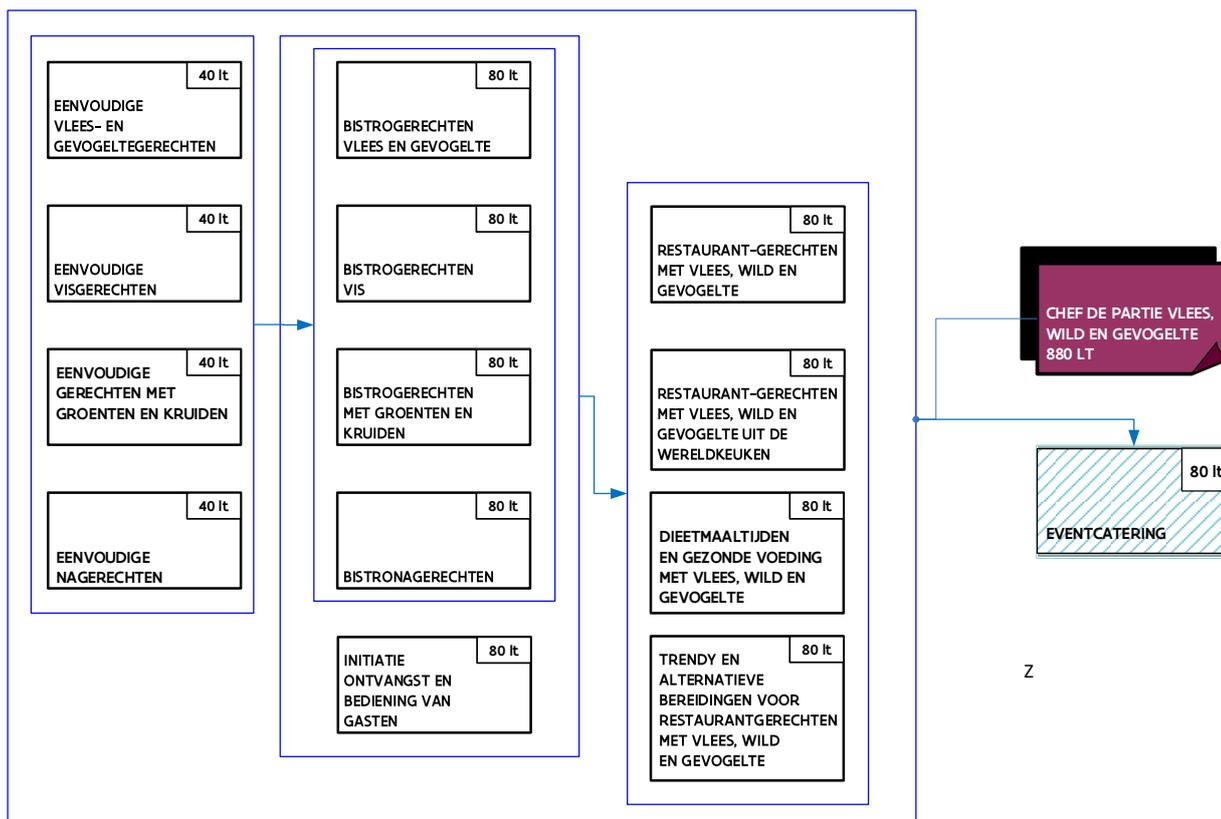 40 lt
EENVOUDIGE
VLEES- EN
GEVOGELTEGERECHTEN
40 lt
EENVOUDIGE
VISGERECHTEN
40 lt
EENVOUDIGE
GERECHTEN MET
GROENTEN EN KRUIDEN
40 lt
EENVOUDIGE
NAGERECHTEN
80 lt
BISTROGERECHTEN
VLEES EN GEVOGELTE
80 lt
BISTROGERECHTEN
VIS
80 lt
BISTROGERECHTEN
MET GROENTEN EN
KRUIDEN
80 lt
BISTRONAGERECHTEN
80 lt
INITIATIE
ONTVANGST EN
BEDIENING VAN
GASTEN
80 lt
RESTAURANT-GERECHTEN
MET VLEES, WILD EN
GEVOGELTE
80 lt
RESTAURANT-GERECHTEN
MET VLEES, WILD EN
GEVOGELTE UIT DE
WERELDKEUKEN
80 lt
DIEETMAALTIJDEN
EN GEZONDE VOEDING
MET VLEES, WILD EN
GEVOGELTE
80 lt
TRENDY EN
ALTERNATIEVE
BEREIDINGEN VOOR
RESTAURANTGERECHTEN
MET VLEES, WILD
EN GEVOGELTE
CHEF DE PARTIE VLEES,
WILD EN GEVOGELTE
880 LT
80 lt
EVENTCATERING
Z